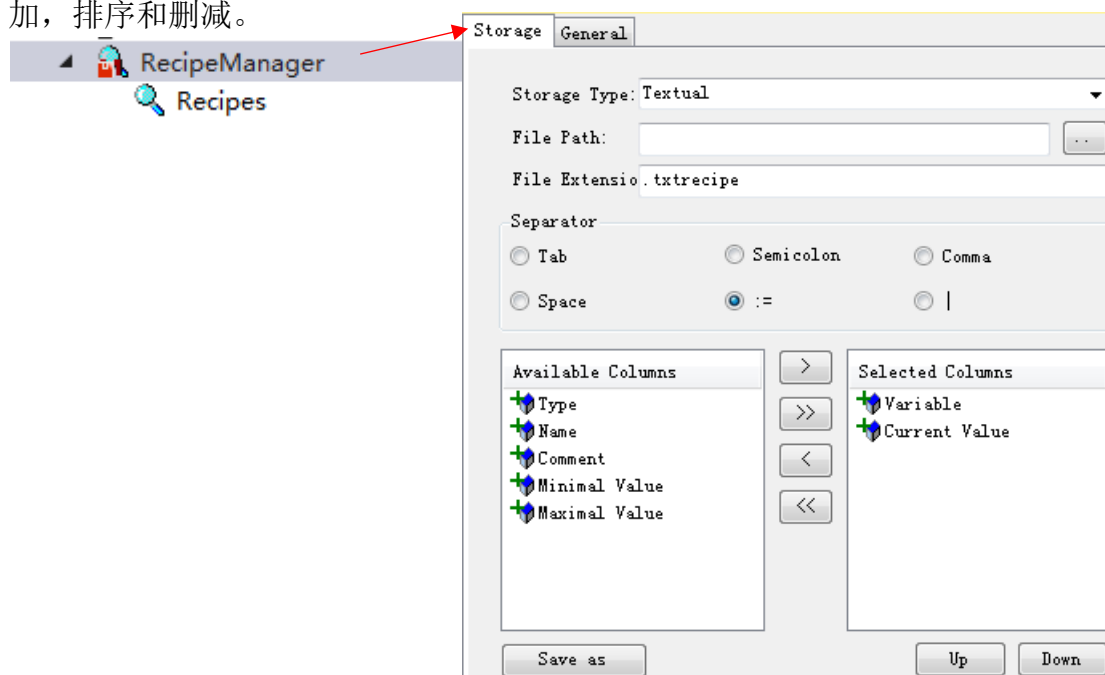 加，排序和删减。
RecipeManager
Recipes
Storage General
Storage Type: Textual
File Path: ..
File Extensio .txtrecipe
Separator
Tab Semicolon Comma
Space := |
Available Columns > Selected Columns
Type Variable
Name >> Current Value
Comment <
Minimal Value
Maximal Value <<
Save as Up Down